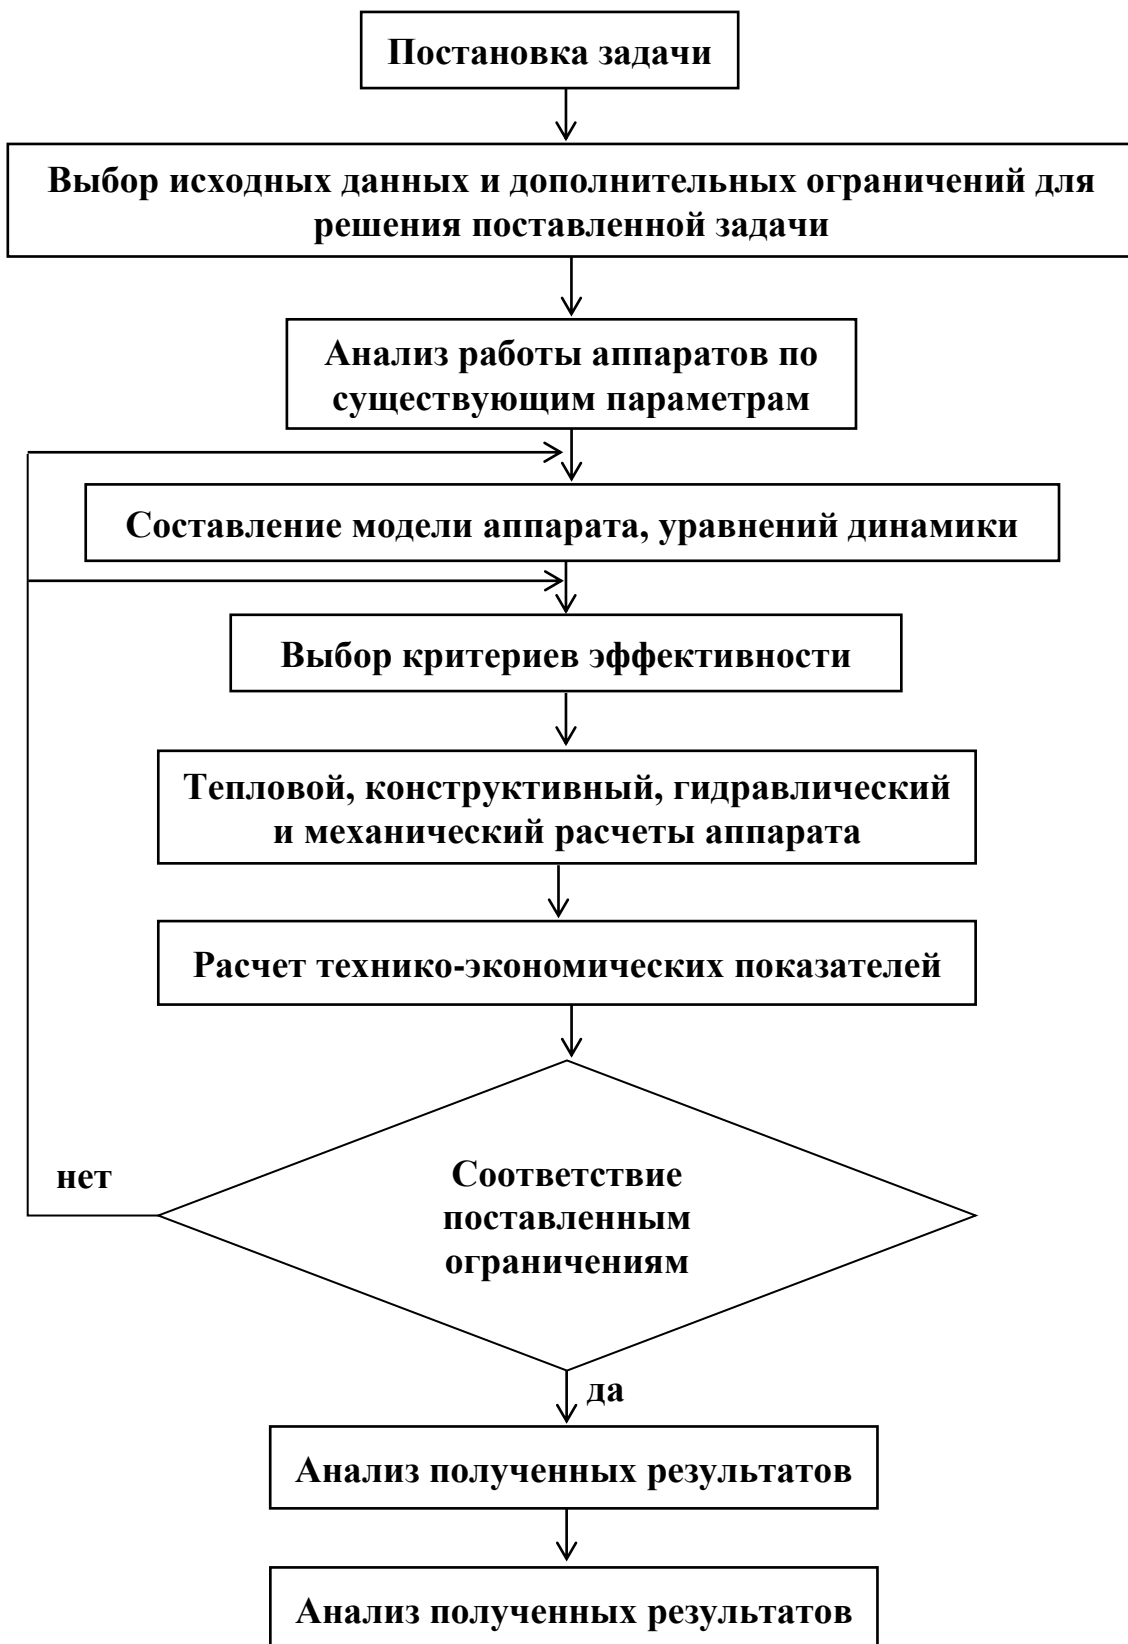 Постановка задачи
Выбор исходных данных и дополнительных ограничений для
решения поставленной задачи
Анализ работы аппаратов по
существующим параметрам
Составление модели аппарата, уравнений динамики
Выбор критериев эффективности
Тепловой, конструктивный, гидравлический
и механический расчеты аппарата
Расчет технико-экономических показателей
нет
Соответствие
поставленным
ограничениям
да
Анализ полученных результатов
Анализ полученных результатов